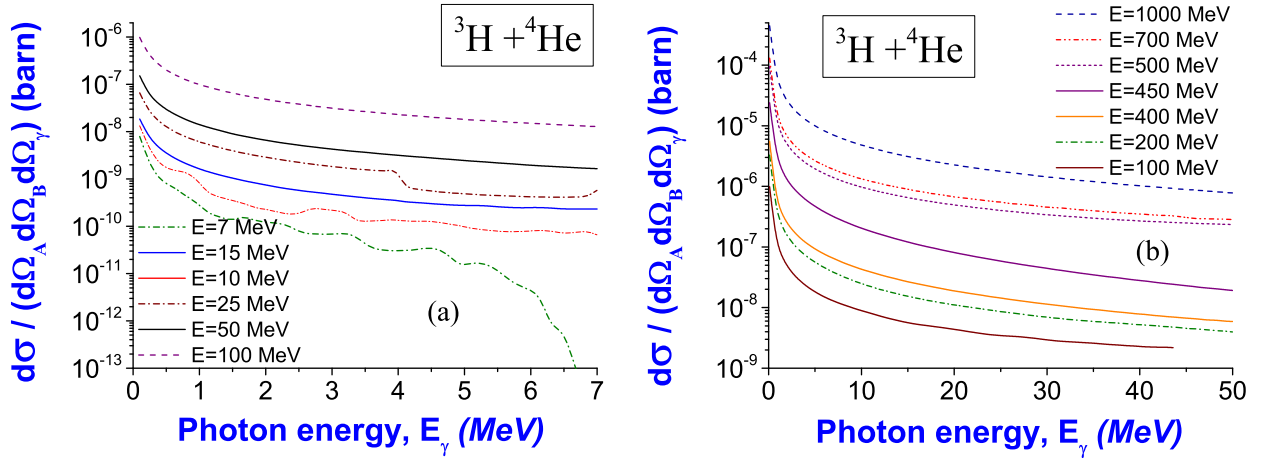 ³H +⁴He
10⁻⁶
10⁻⁷
10⁻⁸
10⁻⁹
10⁻¹⁰
10⁻¹¹
10⁻¹²
10⁻¹³
dσ / (dΩ_A dΩ_B dΩ_γ) (barn)
E=7 MeV
E=15 MeV
E=10 MeV
E=25 MeV
E=50 MeV
E=100 MeV
(a)
0 1 2 3 4 5 6 7
Photon energy, E_γ (MeV)
³H +⁴He
E=1000 MeV
E=700 MeV
E=500 MeV
E=450 MeV
E=400 MeV
E=200 MeV
E=100 MeV
10⁻⁴
10⁻⁵
10⁻⁶
10⁻⁷
10⁻⁸
10⁻⁹
dσ / (dΩ_A dΩ_B dΩ_γ) (barn)
(b)
0 10 20 30 40 50
Photon energy, E_γ (MeV)